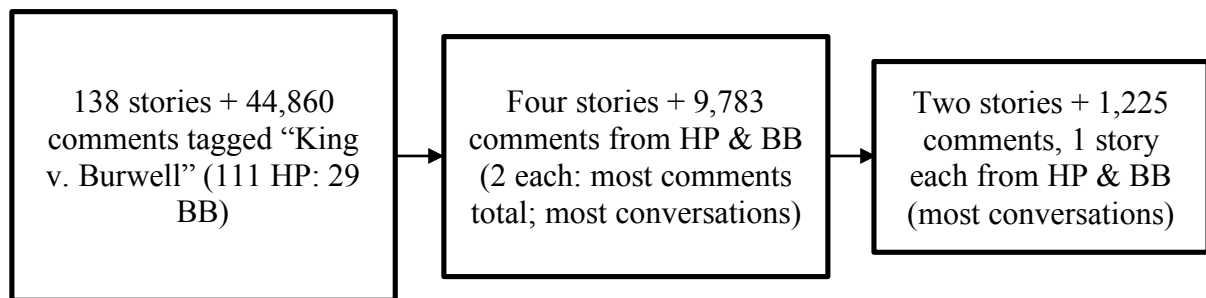 138 stories + 44,860
comments tagged “King
v. Burwell” (111 HP: 29
BB)
Four stories + 9,783
comments from HP & BB
(2 each: most comments
total; most conversations)
Two stories + 1,225
comments, 1 story
each from HP & BB
(most conversations)